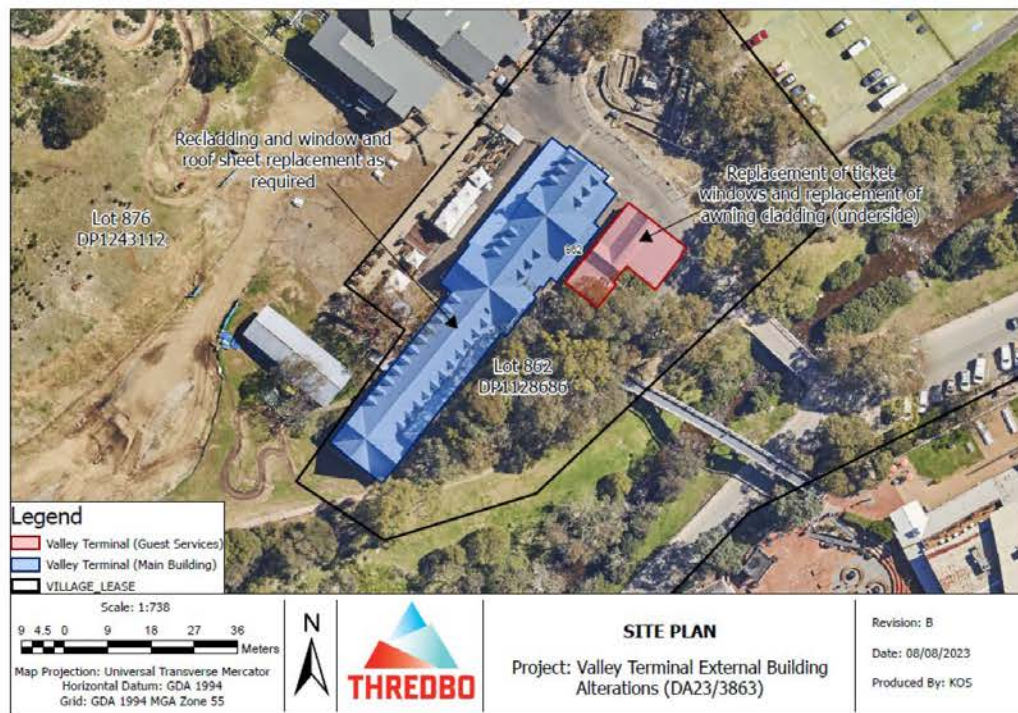 Recladding and window and
roof sheet replacement as
required
Replacement of ticket
windows and replacement of
awning cladding (underside)
Lot 876
DP1243112
862
Lot 862
DP1128686
Legend
Valley Terminal (Guest Services)
Valley Terminal (Main Building)
VILLAGE_LEASE
Scale: 1:738
9 4.5 0 9 18 27 36
Meters
Map Projection: Universal Transverse Mercator
Horizontal Datum: GDA 1994
Grid: GDA 1994 MGA Zone 55
N
THREDBO
SITE PLAN
Project: Valley Terminal External Building
Alterations (DA23/3863)
Revision: B
Date: 08/08/2023
Produced By: KOS